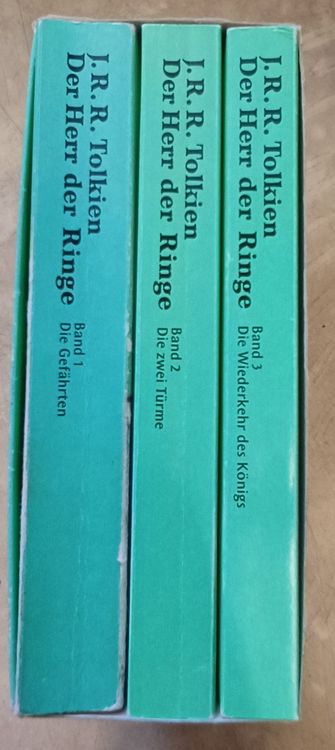 J. R. R. Tolkien
Der Herr der Ringe
Band 1
Die Gefährten
J. R. R. Tolkien
Der Herr der Ringe
Band 2
Die zwei Türme
J. R. R. Tolkien
Der Herr der Ringe
Band 3
Die Wiederkehr des Königs